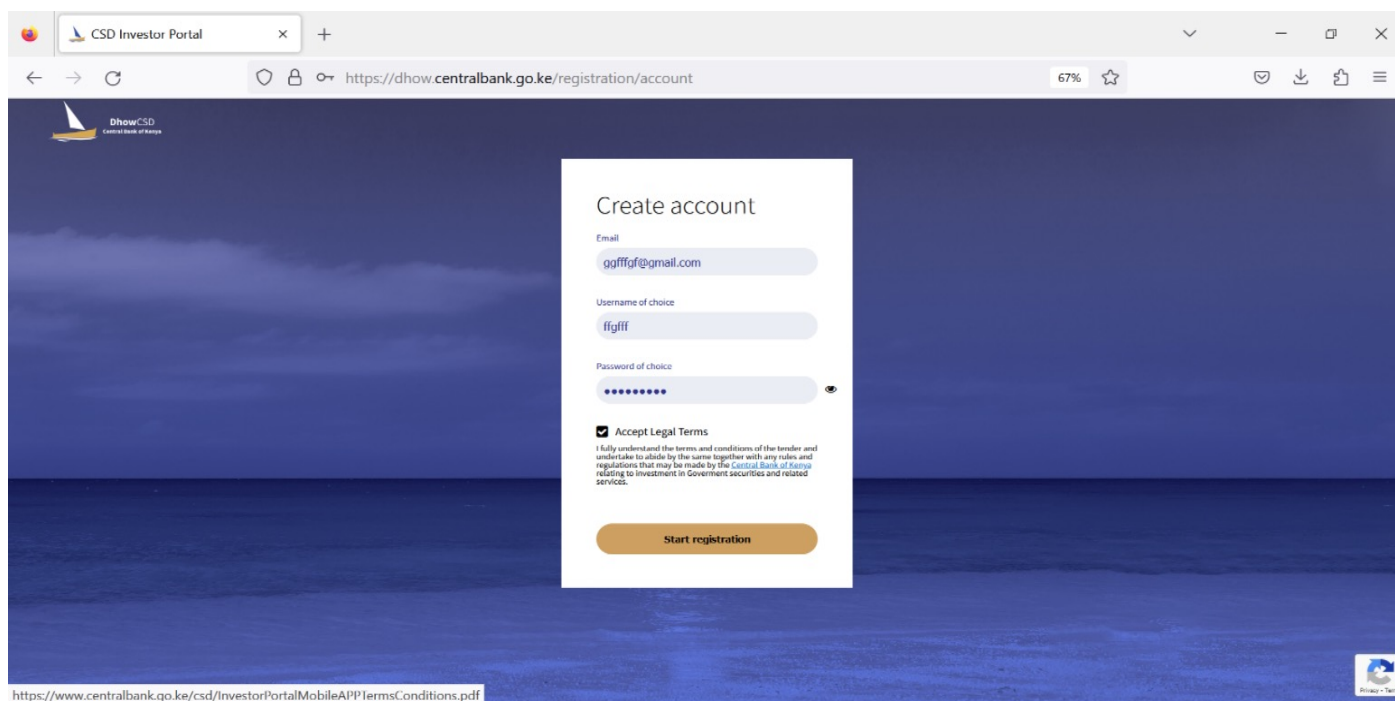 CSD Investor Portal
https://dhow.centralbank.go.ke/registration/account
67%
DhowCSD
Central Bank of Kenya
Create account
Email
ggfffgf@gmail.com
Username of choice
ffgfff
Password of choice
Accept Legal Terms
I fully understand the terms and conditions of the tender and
undertake to abide by the same together with any rules and
regulations that may be made by the Central Bank of Kenya
relating to investment in Goverment securities and related
services.
Start registration
https://www.centralbank.go.ke/csd/InvestorPortalMobileAPPTermsConditions.pdf
Privacy - Ter